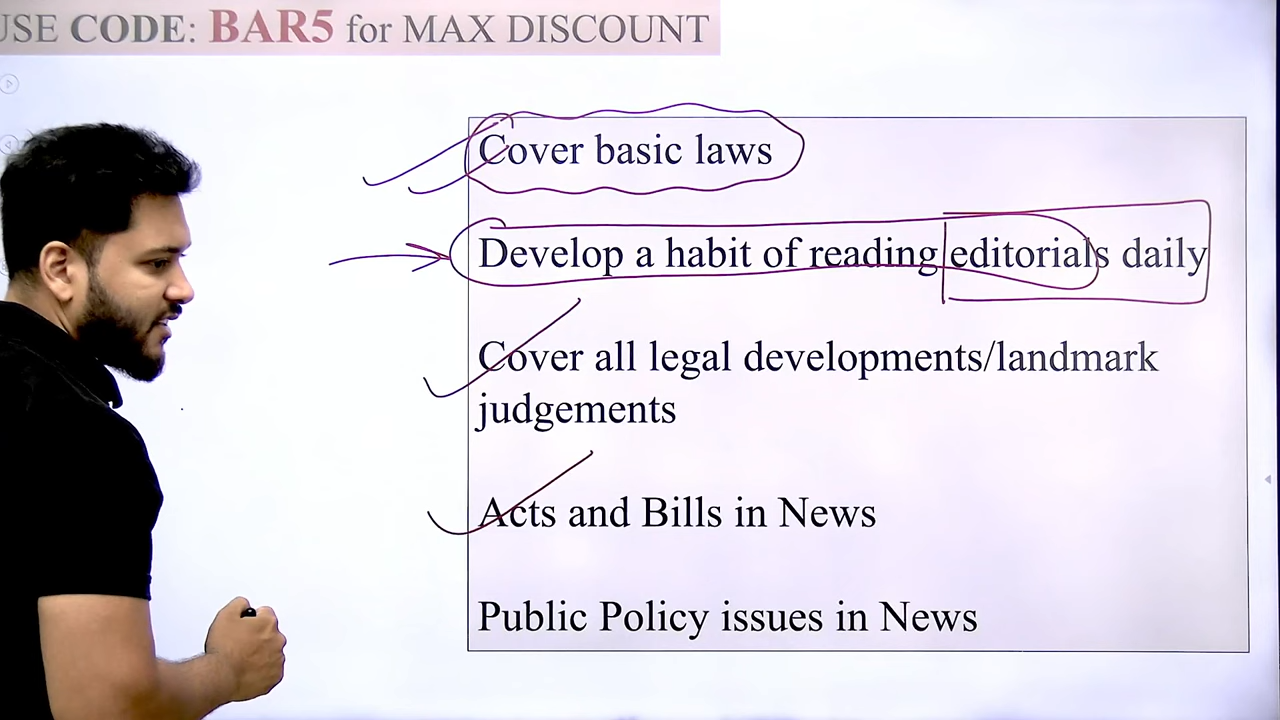 USE CODE: BAR5 for MAX DISCOUNT
Cover basic laws
Develop a habit of reading editorials daily
Cover all legal developments/landmark
judgements
Acts and Bills in News
Public Policy issues in News